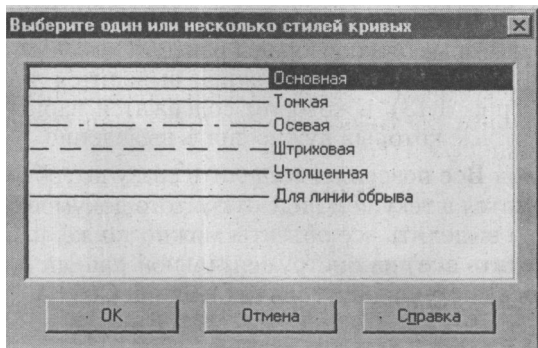 Выберите один или несколько стилей кривых
Основная
Тонкая
Осевая
Штриховая
Утолщенная
Для линии обрыва
OK
Отмена
Справка